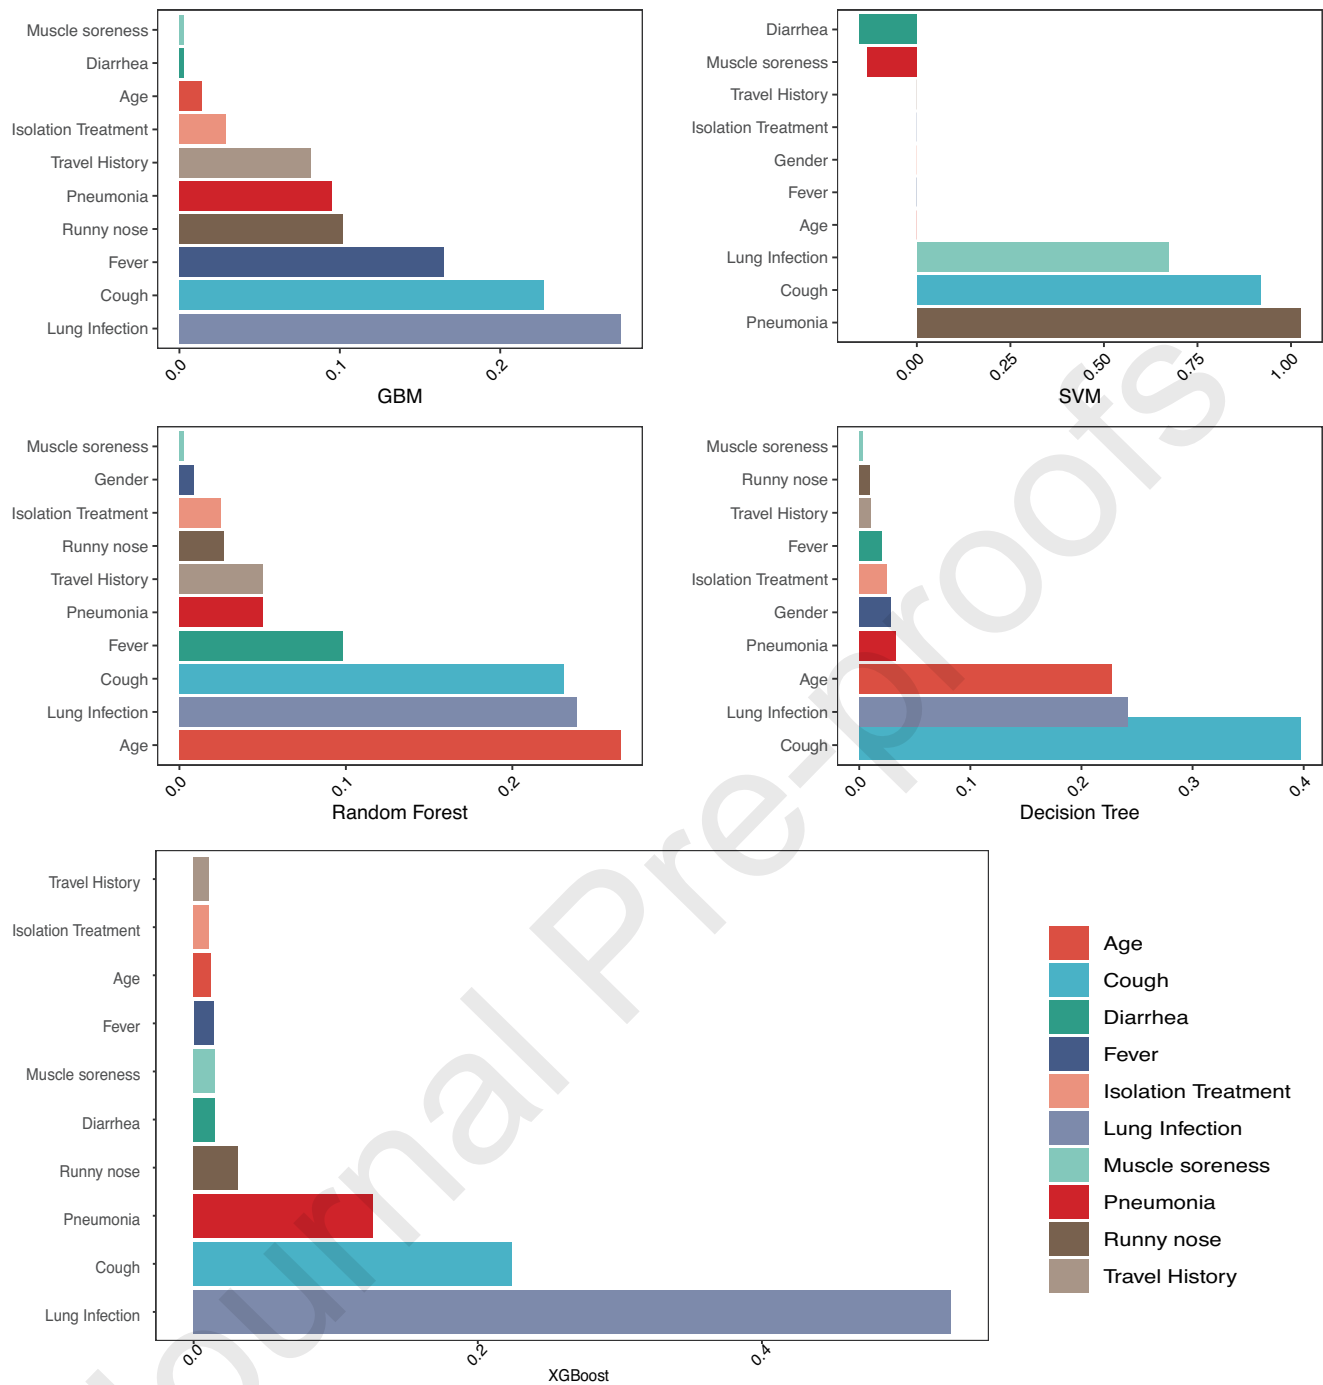 Muscle soreness
Diarrhea
Age
Isolation Treatment
Travel History
Pneumonia
Runny nose
Fever
Cough
Lung Infection
0.0 0.1 0.2
GBM
Diarrhea
Muscle soreness
Travel History
Isolation Treatment
Gender
Fever
Age
Lung Infection
Cough
Pneumonia
0.00 0.25 0.50 0.75 1.00
SVM
Muscle soreness
Gender
Isolation Treatment
Runny nose
Travel History
Pneumonia
Fever
Cough
Lung Infection
Age
0.0 0.1 0.2
Random Forest
Muscle soreness
Runny nose
Travel History
Fever
Isolation Treatment
Gender
Pneumonia
Age
Lung Infection
Cough
0.0 0.1 0.2 0.3 0.4
Decision Tree
Travel History
Isolation Treatment
Age
Fever
Muscle soreness
Diarrhea
Runny nose
Pneumonia
Cough
Lung Infection
0.0 0.2 0.4
XGBoost
Age
Cough
Diarrhea
Fever
Isolation Treatment
Lung Infection
Muscle soreness
Pneumonia
Runny nose
Travel History
Journal Pre-proofs